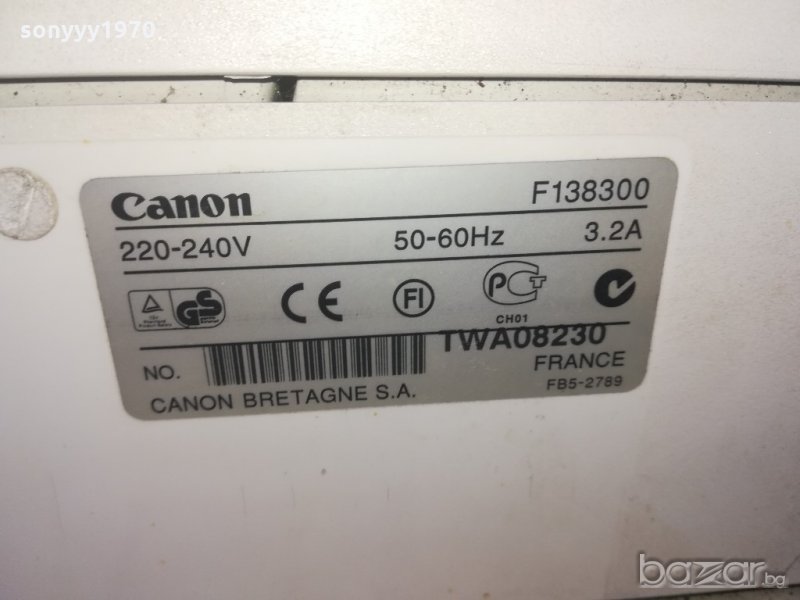 sonyyy1970
Canon F138300
220-240V 50-60Hz 3.2A
GS CE FI PCT
CH01
NO. TWA08230
FRANCE
CANON BRETAGNE S.A. FB5-2789
bazar.bg